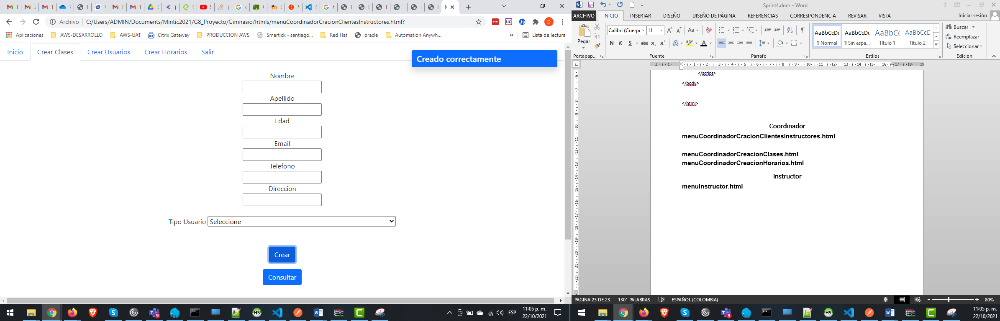 Archivo C:/Users/ADMIN/Documents/Mintic2021/G8_Proyecto/Gimnasio/htmls/menuCoordinadorCracionClientesInstructores.html?
Aplicaciones AWS-DESARROLLO AWS-UAT Citrix Gateway PRODUCCION AWS Smartick - santiago... Red Hat oracle Automation Anywh... » Lista de lectura
Inicio Crear Clases Crear Usuarios Crear Horarios Salir
Creado correctamente
Nombre
Apellido
Edad
Email
Telefono
Direccion
Tipo Usuario Seleccione
Crear
Consultar
ESP 11:05 p. m.
22/10/2021
Sprint4.docx - Word
ARCHIVO INICIO INSERTAR DISEÑO DISEÑO DE PÁGINA REFERENCIAS CORRESPONDENCIA REVISAR VISTA Iniciar sesión
Calibri (Cuerpo 11
Pegar
N K S abc x₂ x²
AaBbCcDc AaBbCcDc AaBbCc AaBbCcC
¶ Normal ¶ Sin espa... Título 1 Título 2
Buscar
Reemplazar
Seleccionar
Portapap... Fuente Párrafo Estilos Edición
</script>
</body>
</html>
Coordinador
menuCoordinadorCracionClientesInstructores.html
menuCoordinadorCreacionClases.html
menuCoordinadorCreacionHorarios.html
Instructor
menuInstructor.html
PÁGINA 23 DE 23 1301 PALABRAS ESPAÑOL (COLOMBIA) 80%
11:05 p. m.
22/10/2021